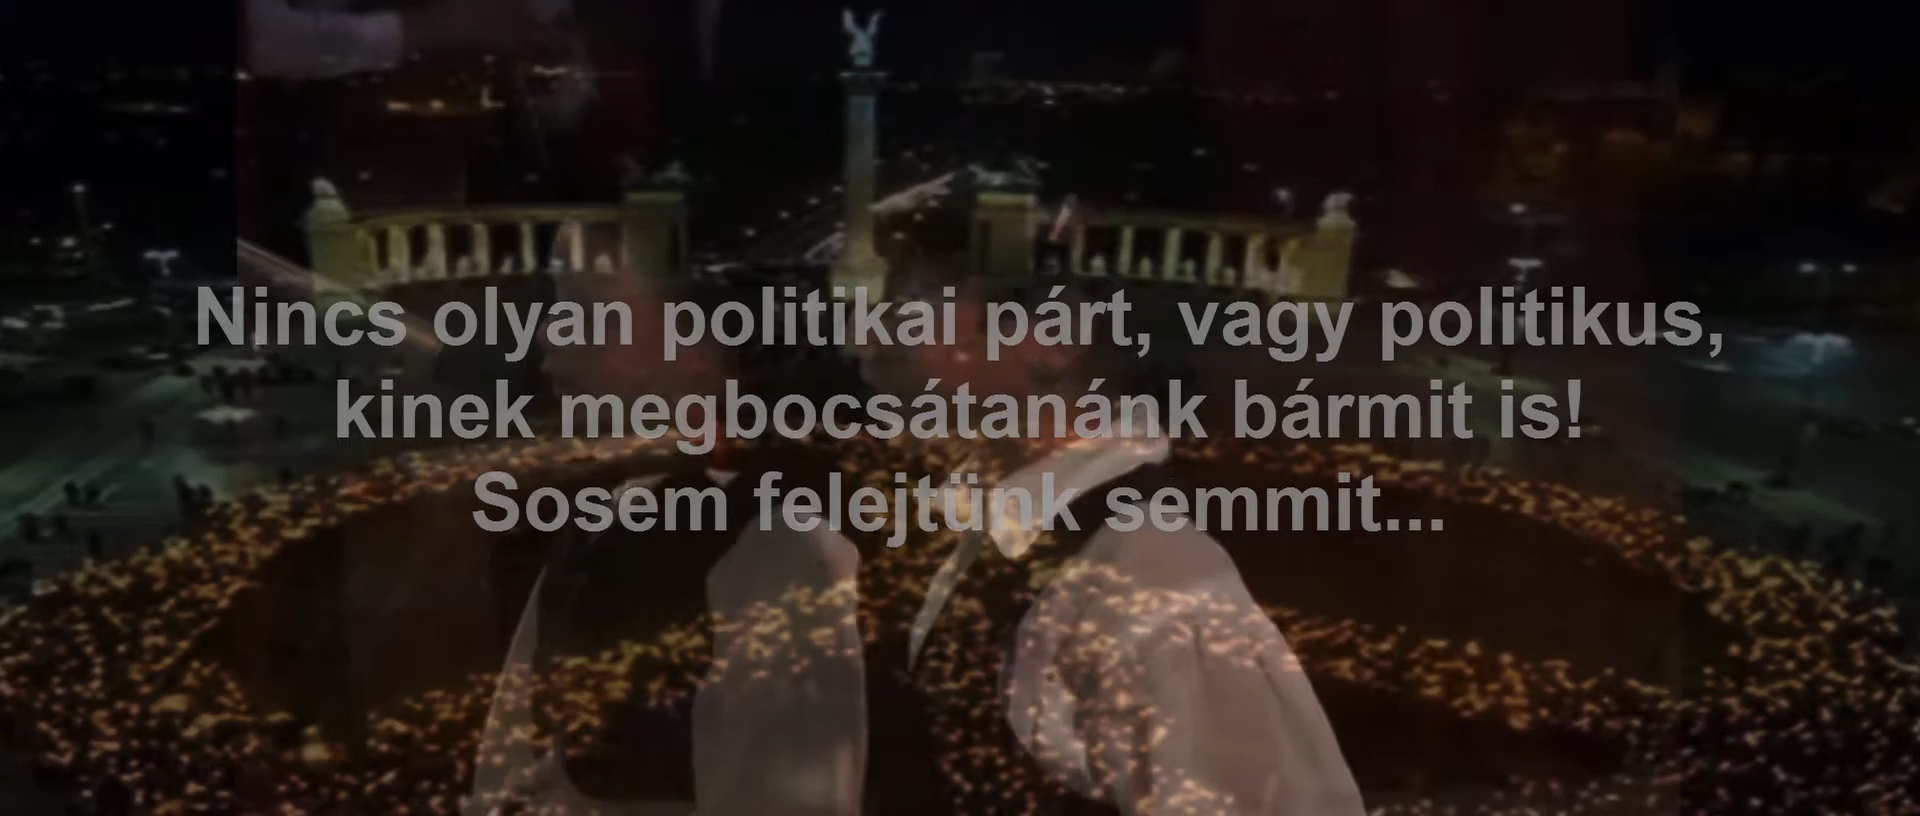 Nincs olyan politikai párt, vagy politikus,
kinek megbocsátanánk bármit is!
Sosem felejtünk semmit...